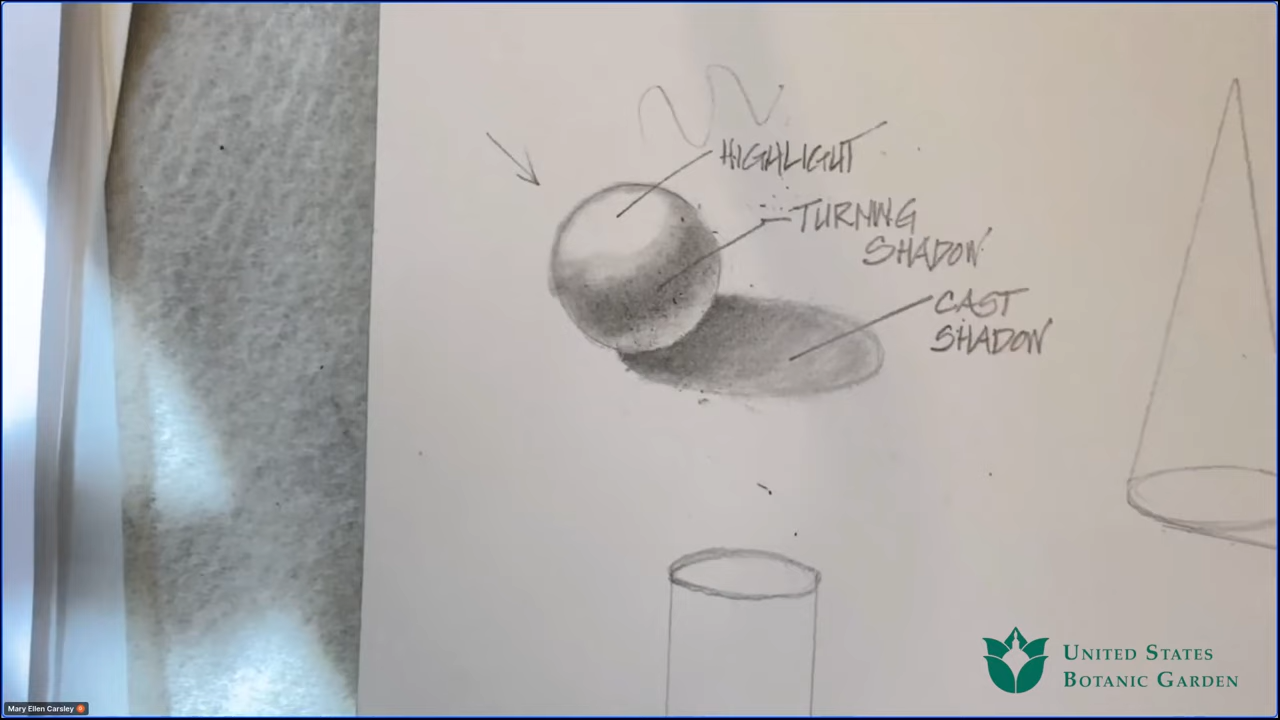 HIGHLIGHT
TURNING
SHADOW
CAST
SHADOW
UNITED STATES
BOTANIC GARDEN
Mary Ellen Carsley